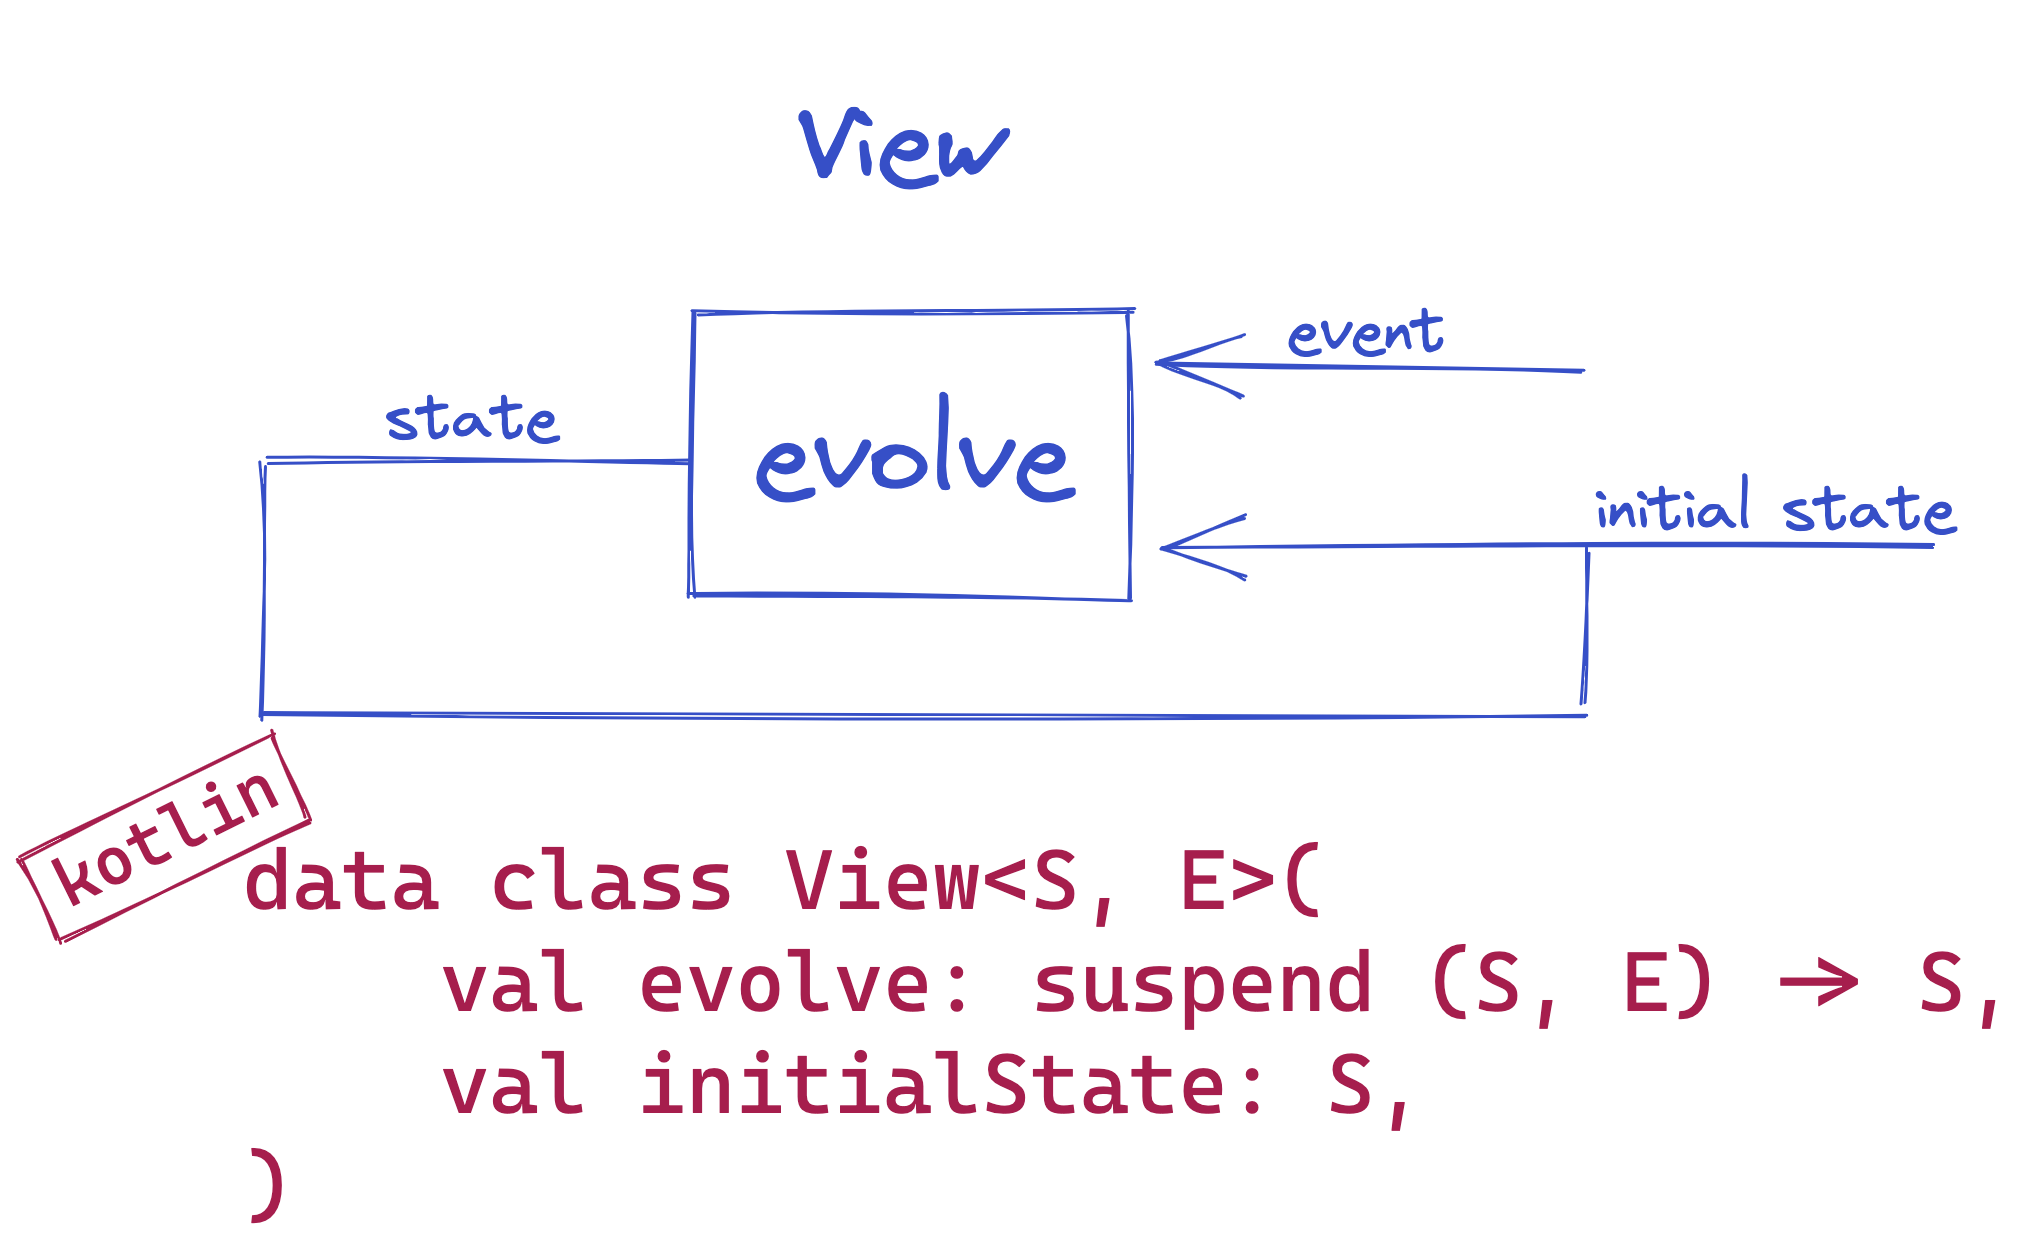 View
event
state
evolve
initial state
kotlin
data class View<S, E>(
    val evolve: suspend (S, E) -> S,
    val initialState: S,
)